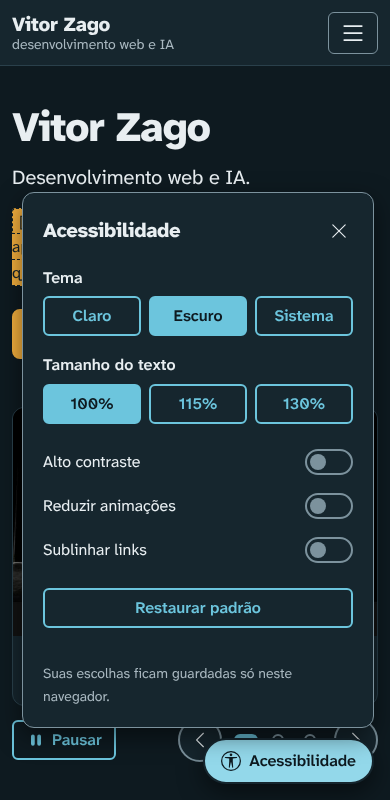 Vitor Zago
desenvolvimento web e IA
Vitor Zago
Desenvolvimento web e IA.
Acessibilidade
Tema
Claro
Escuro
Sistema
Tamanho do texto
100%
115%
130%
Alto contraste
Reduzir animações
Sublinhar links
Restaurar padrão
Suas escolhas ficam guardadas só neste
navegador.
Pausar
Acessibilidade